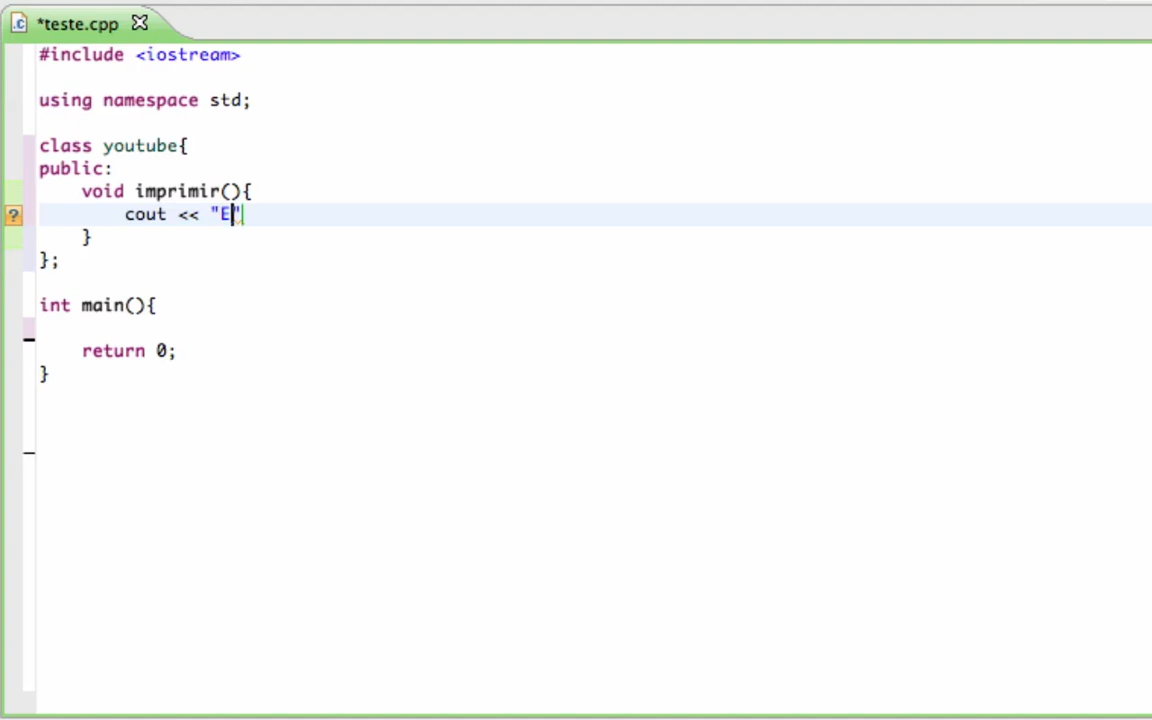 *teste.cpp
#include <iostream>
using namespace std;
class youtube{
public:
void imprimir(){
cout << "E"
}
};
int main(){
return 0;
}